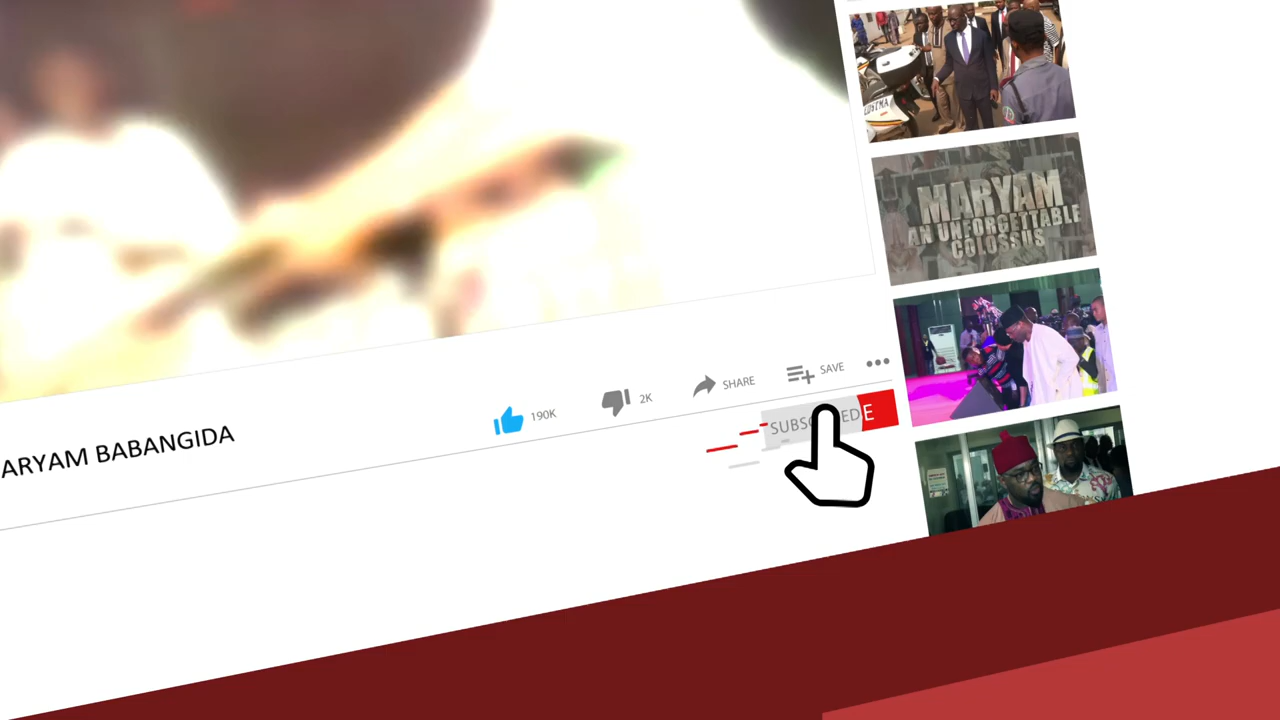 MARYAM
AN UNFORGETTABLE
COLOSSUS
190K
2K
SHARE
SAVE
ARYAM BABANGIDA